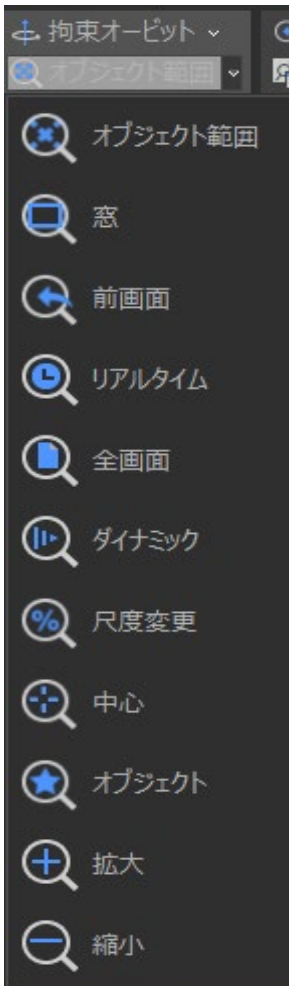 拘束オービット
オブジェクト範囲
オブジェクト範囲
窓
前画面
リアルタイム
全画面
ダイナミック
尺度変更
中心
オブジェクト
拡大
縮小